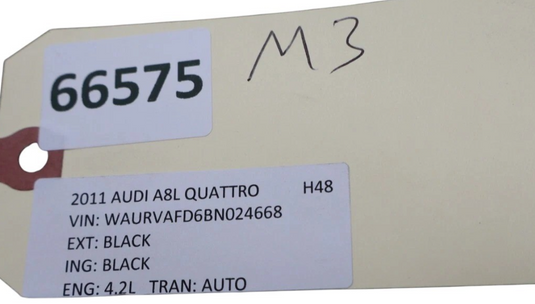 66575
M3
2011 AUDI A8L QUATTRO H48
VIN: WAURVAFD6BN024668
EXT: BLACK
ING: BLACK
ENG: 4.2L TRAN: AUTO